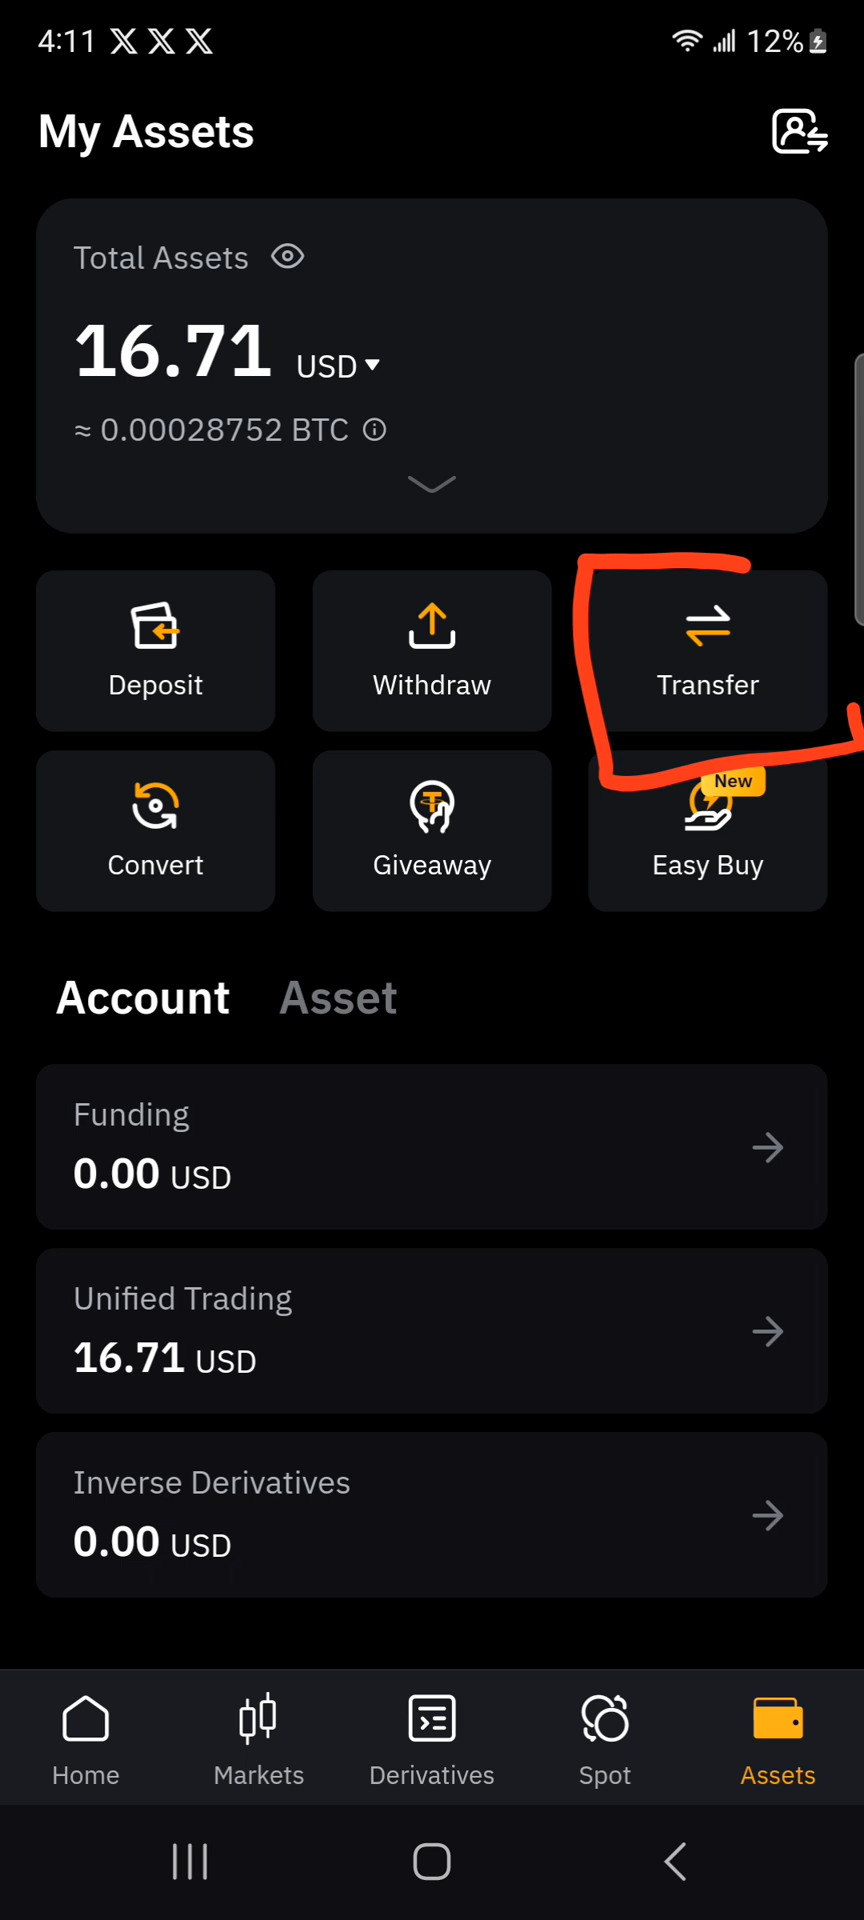 4:11 12%
My Assets
Total Assets
16.71 USD
≈ 0.00028752 BTC
Deposit Withdraw Transfer
New
Convert Giveaway Easy Buy
Account Asset
Funding
0.00 USD
Unified Trading
16.71 USD
Inverse Derivatives
0.00 USD
Home Markets Derivatives Spot Assets